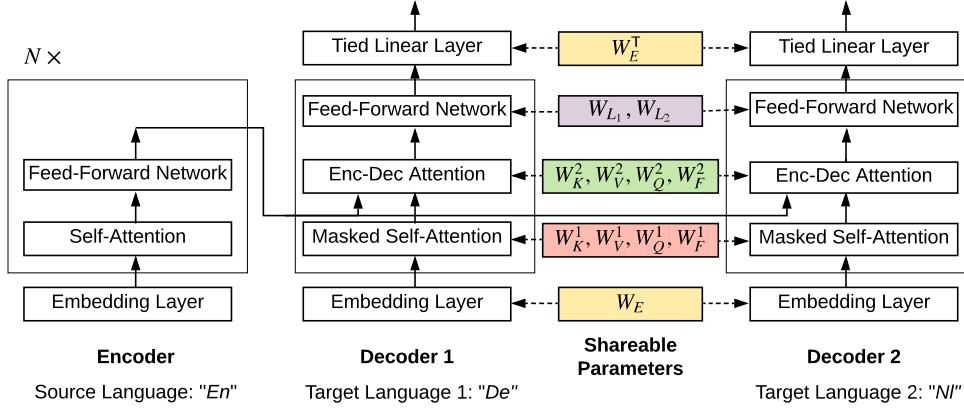 N ×
Feed-Forward Network
Self-Attention
Embedding Layer
Encoder
Source Language: "En"
Tied Linear Layer
Feed-Forward Network
Enc-Dec Attention
Masked Self-Attention
Embedding Layer
Decoder 1
Target Language 1: "De"
W_E^T
W_{L_1}, W_{L_2}
W_K^2, W_V^2, W_Q^2, W_F^2
W_K^1, W_V^1, W_Q^1, W_F^1
W_E
Shareable
Parameters
Tied Linear Layer
Feed-Forward Network
Enc-Dec Attention
Masked Self-Attention
Embedding Layer
Decoder 2
Target Language 2: "Nl"